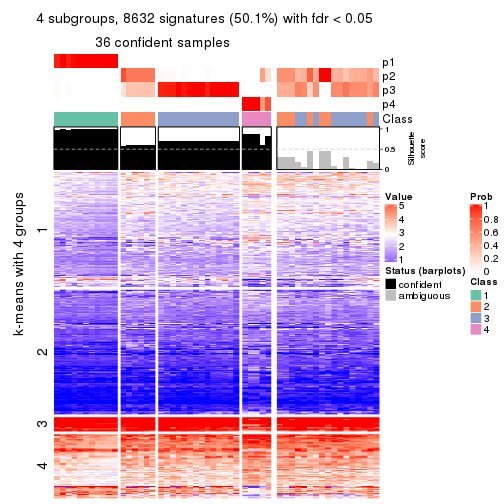 4 subgroups, 8632 signatures (50.1%) with fdr < 0.05
36 confident samples
p1
p2
p3
p4
Class
1
0.5
0
Silhouette
score
k-means with 4 groups
1
2
3
4
Value
5
4
3
2
1
Status (barplots)
confident
ambiguous
Prob
1
0.8
0.6
0.4
0.2
0
Class
1
2
3
4